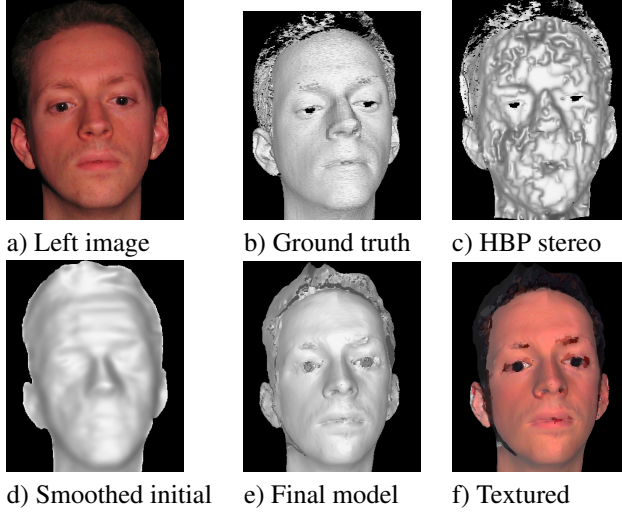 a) Left image
b) Ground truth
c) HBP stereo
d) Smoothed initial
e) Final model
f) Textured